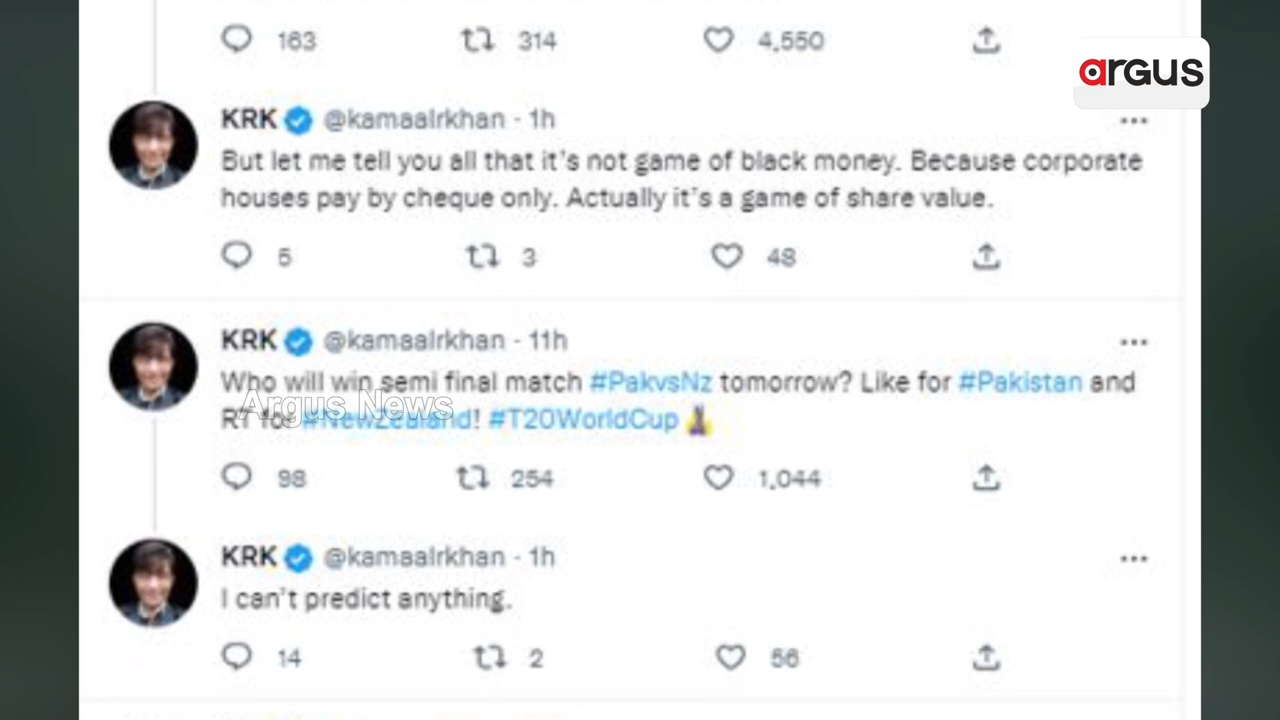 163 314 4,550
argus
KRK @kamaalrkhan · 1h
But let me tell you all that it's not game of black money. Because corporate
houses pay by cheque only. Actually it's a game of share value.
5 3 48
KRK @kamaalrkhan · 11h
Who will win semi final match #PakvsNz tomorrow? Like for #Pakistan and
RT for #NewZealand! #T20WorldCup
Argus News
98 254 1,044
KRK @kamaalrkhan · 1h
I can't predict anything.
14 2 56